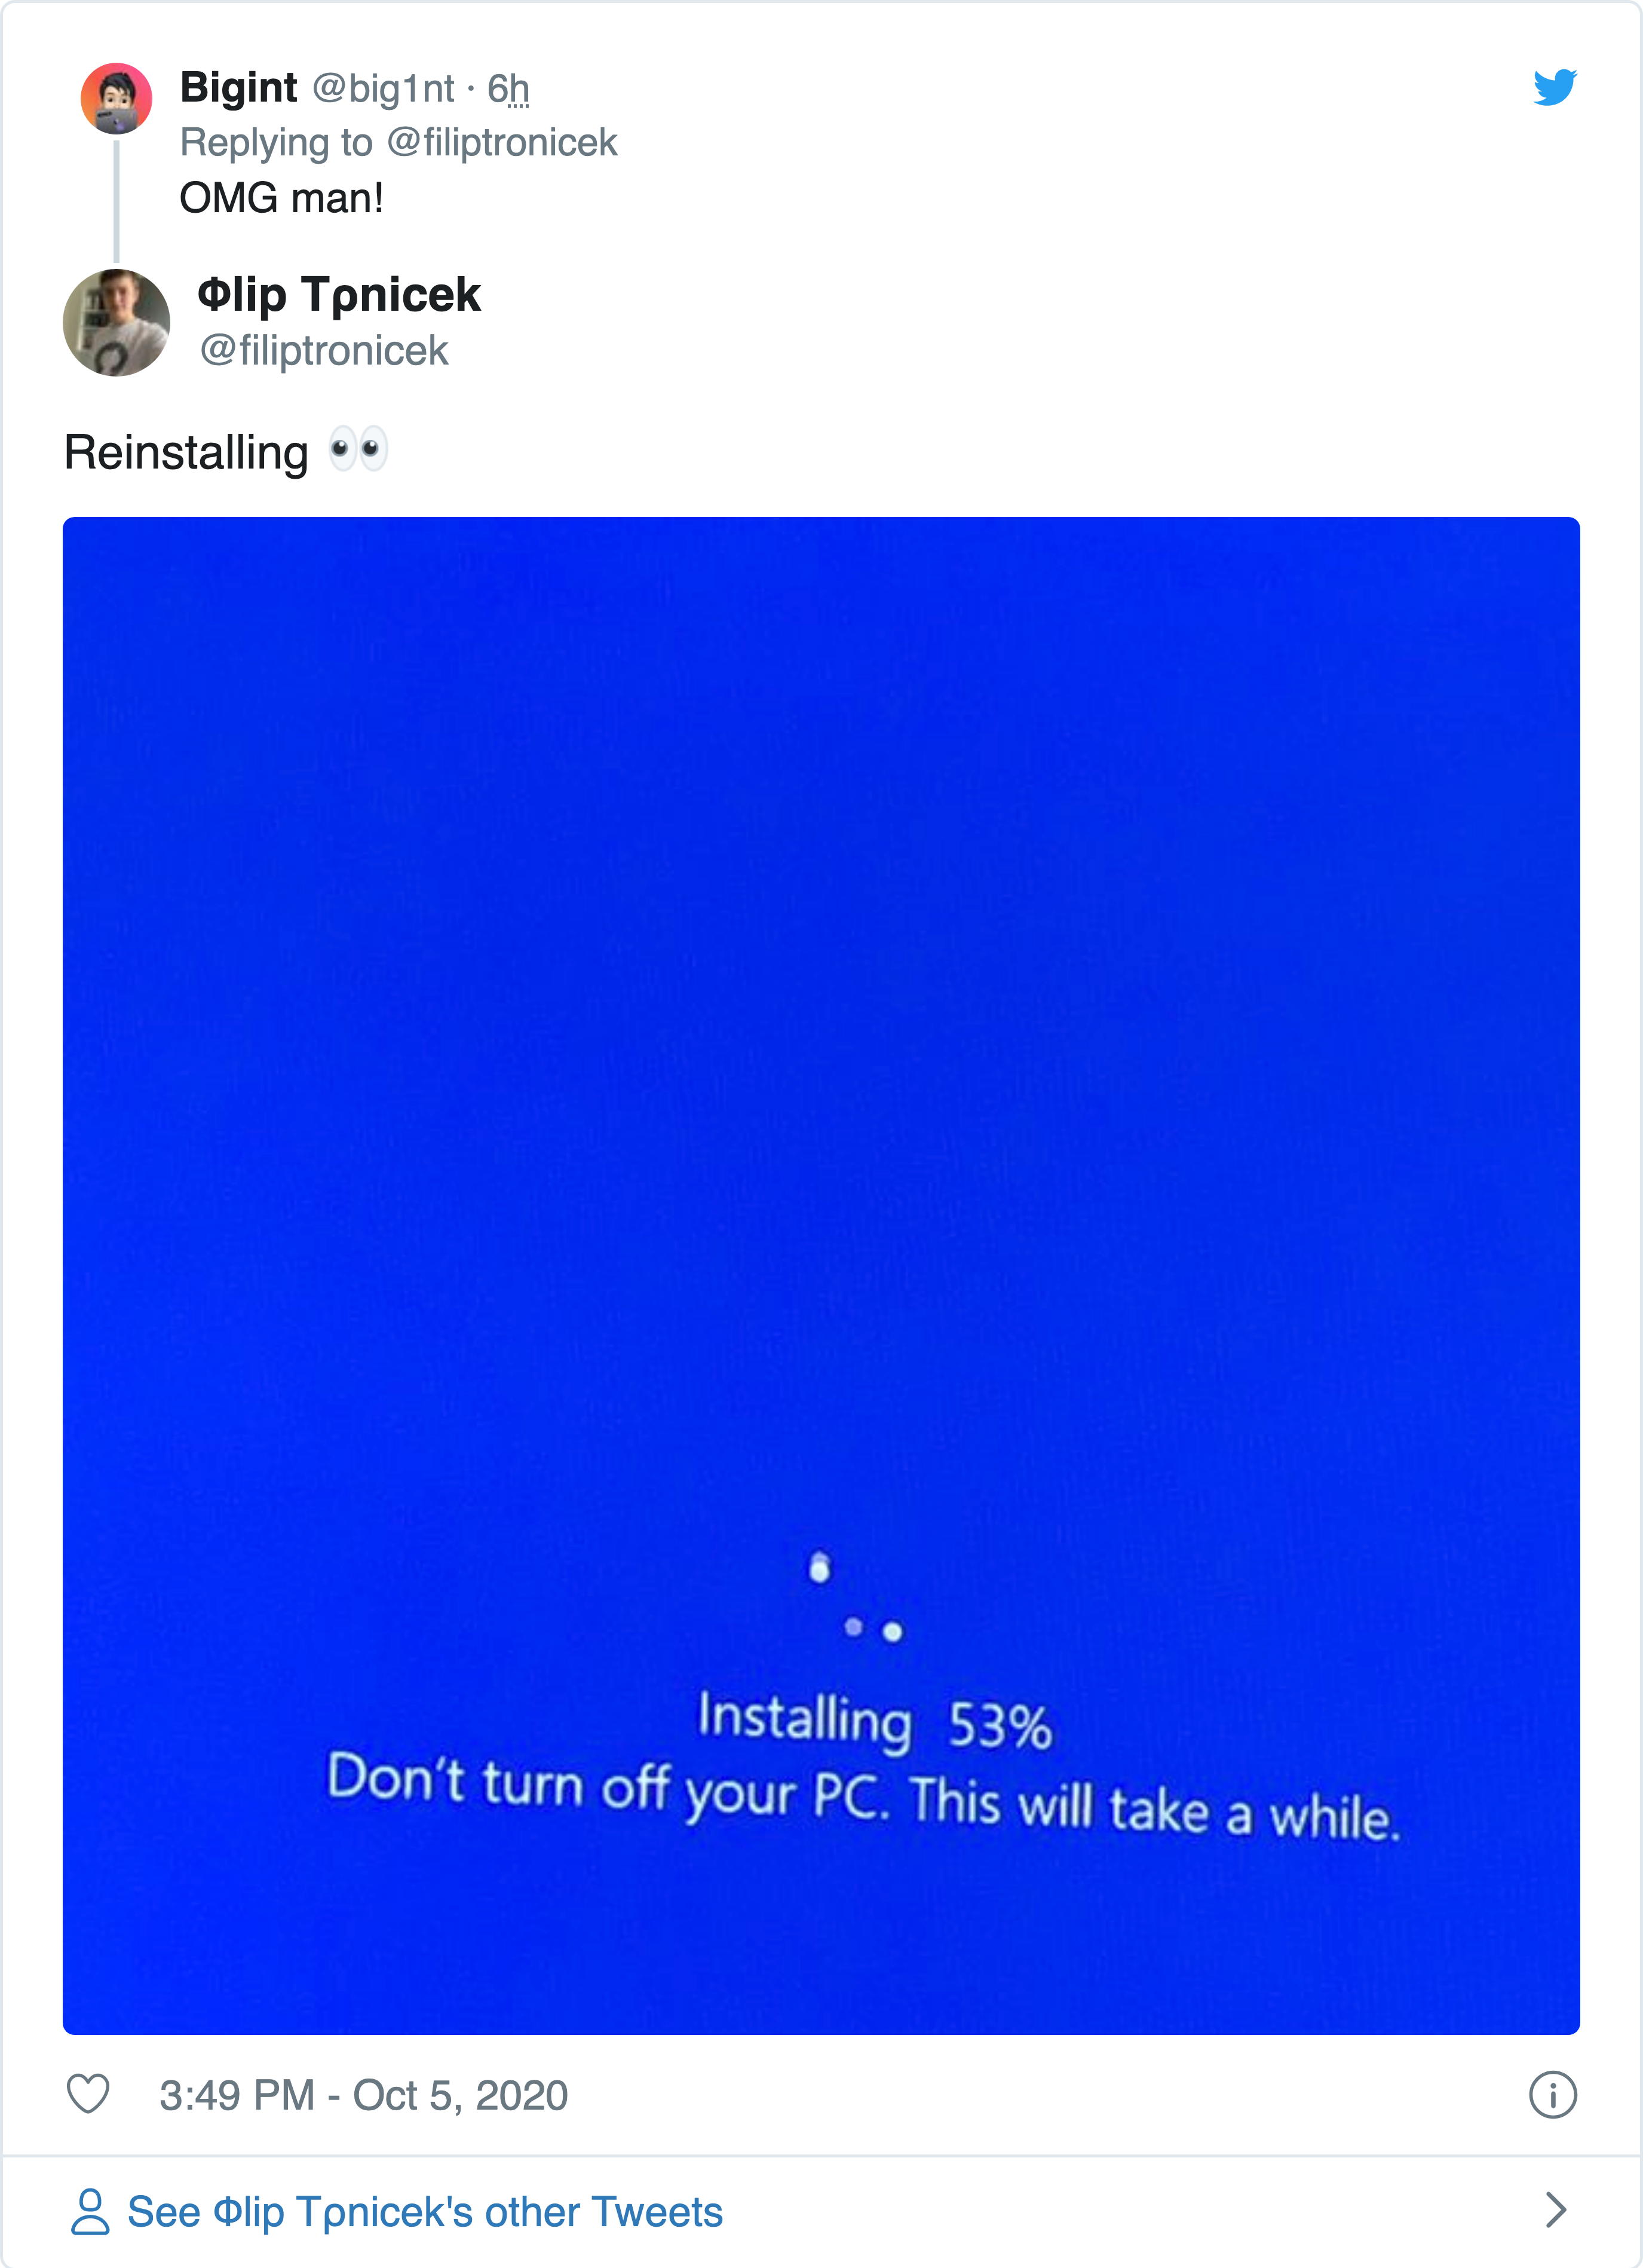 Bigint @big1nt · 6h
Replying to @filiptronicek
OMG man!
Φlip Tρnicek
@filiptronicek
Reinstalling 👀
Installing 53%
Don't turn off your PC. This will take a while.
3:49 PM - Oct 5, 2020
See Φlip Tρnicek's other Tweets